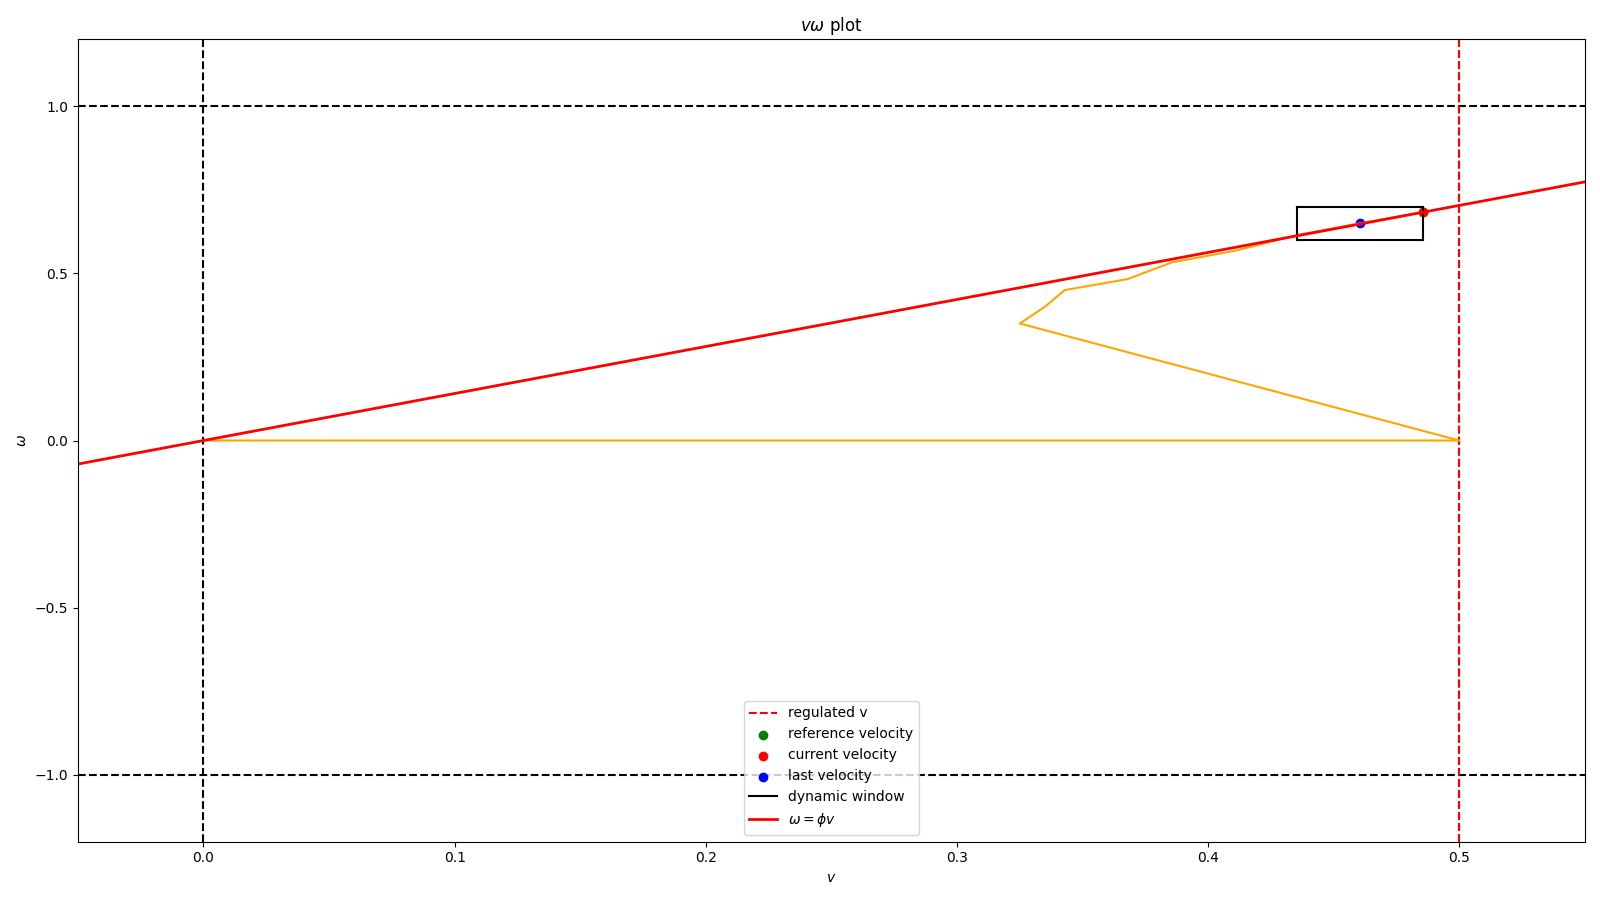 vω plot
1.0
0.5
0.0
−0.5
−1.0
ω
0.0 0.1 0.2 0.3 0.4 0.5
v
regulated v
reference velocity
current velocity
last velocity
dynamic window
ω = ϕv